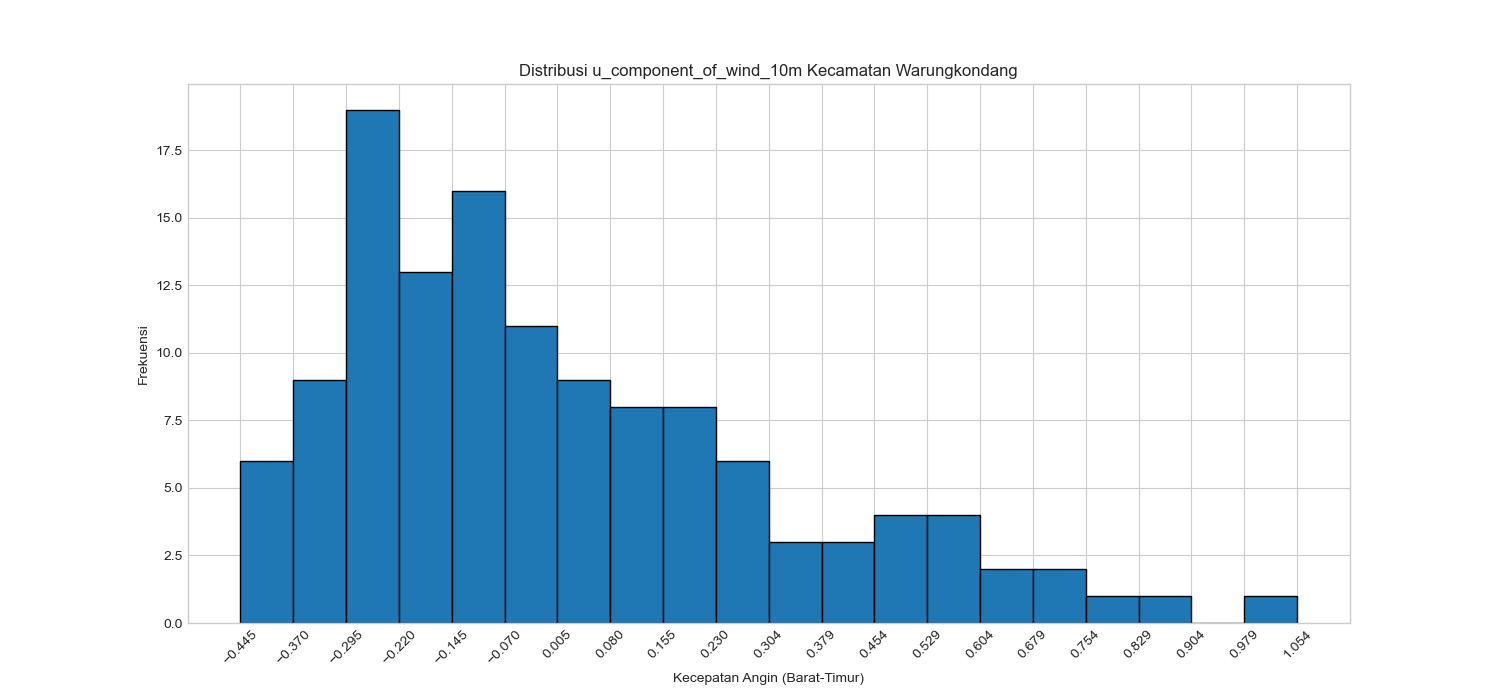 Distribusi u_component_of_wind_10m Kecamatan Warungkondang
Frekuensi
17.5
15.0
12.5
10.0
7.5
5.0
2.5
0.0
−0.445 −0.370 −0.295 −0.220 −0.145 −0.070 0.005 0.080 0.155 0.230 0.304 0.379 0.454 0.529 0.604 0.679 0.754 0.829 0.904 0.979 1.054
Kecepatan Angin (Barat-Timur)